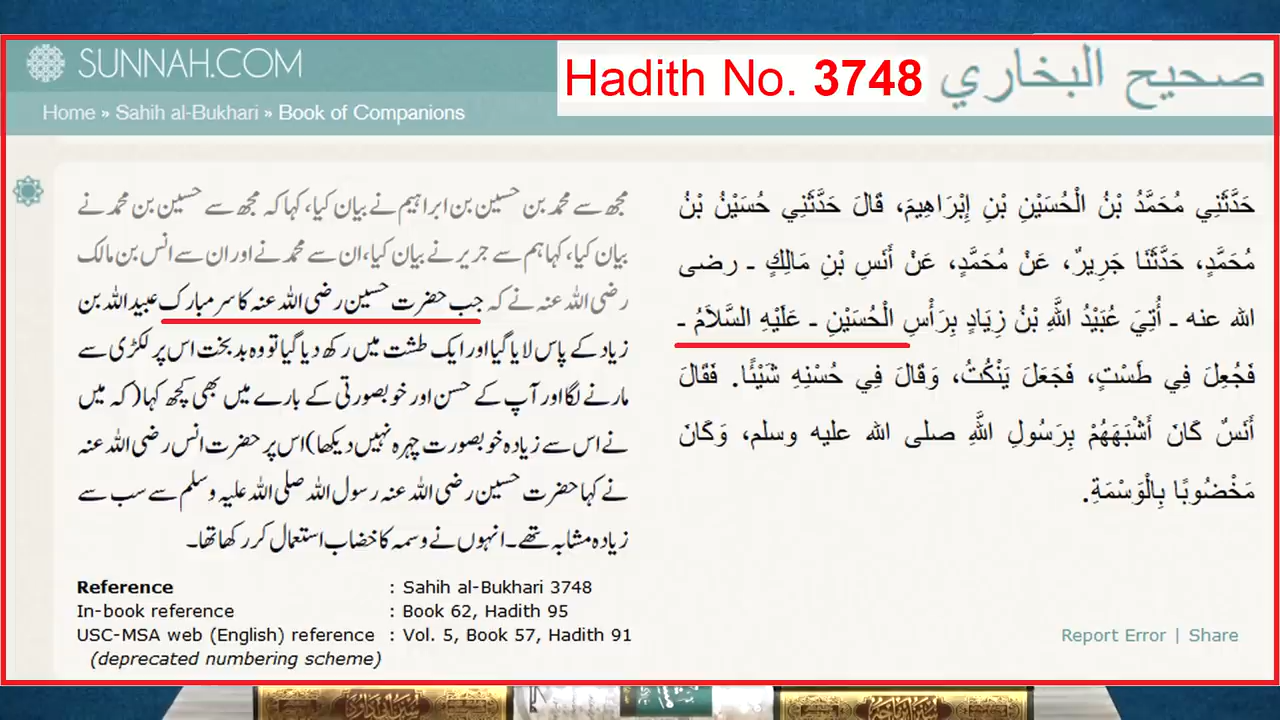 SUNNAH.COM
Hadith No. 3748
صحيح البخاري
Home » Sahih al-Bukhari » Book of Companions
حَدَّثَنِي مُحَمَّدُ بْنُ الْحُسَيْنِ بْنِ إِبْرَاهِيمَ، قَالَ حَدَّثَنِي حُسَيْنُ بْنُ
مُحَمَّدٍ، حَدَّثَنَا جَرِيرٌ، عَنْ مُحَمَّدٍ، عَنْ أَنَسِ بْنِ مَالِكٍ ـ رضى
الله عنه ـ أُتِيَ عُبَيْدُ اللَّهِ بْنُ زِيَادٍ بِرَأْسِ الْحُسَيْنِ ـ عَلَيْهِ السَّلاَمُ ـ
فَجُعِلَ فِي طَسْتٍ، فَجَعَلَ يَنْكُتُ، وَقَالَ فِي حُسْنِهِ شَيْئًا‏.‏ فَقَالَ
أَنَسٌ كَانَ أَشْبَهَهُمْ بِرَسُولِ اللَّهِ صلى الله عليه وسلم، وَكَانَ
مَخْضُوبًا بِالْوَسْمَةِ‏.‏
مجھ سے محمد بن حسین بن ابراہیم نے بیان کیا، کہا کہ مجھ سے حسین بن محمد نے
بیان کیا، کہا ہم سے جریر نے بیان کیا، ان سے محمد نے اور ان سے انس بن مالک
رضی اللہ عنہ نے کہ جب حضرت حسین رضی اللہ عنہ کا سر مبارک عبیداللہ بن
زیاد کے پاس لایا گیا اور ایک طشت میں رکھ دیا گیا تو وہ بدبخت اس پر لکڑی سے
مارنے لگا اور آپ کے حسن اور خوبصورتی کے بارے میں بھی کچھ کہا (کہ میں
نے اس سے زیادہ خوبصورت چہرہ نہیں دیکھا) اس پر حضرت انس رضی اللہ عنہ
نے کہا حضرت حسین رضی اللہ عنہ رسول اللہ صلی اللہ علیہ وسلم سے سب سے
زیادہ مشابہ تھے۔ انہوں نے وسمہ کا خضاب استعمال کر رکھا تھا۔
Reference : Sahih al-Bukhari 3748
In-book reference : Book 62, Hadith 95
USC-MSA web (English) reference : Vol. 5, Book 57, Hadith 91
(deprecated numbering scheme)
Report Error | Share